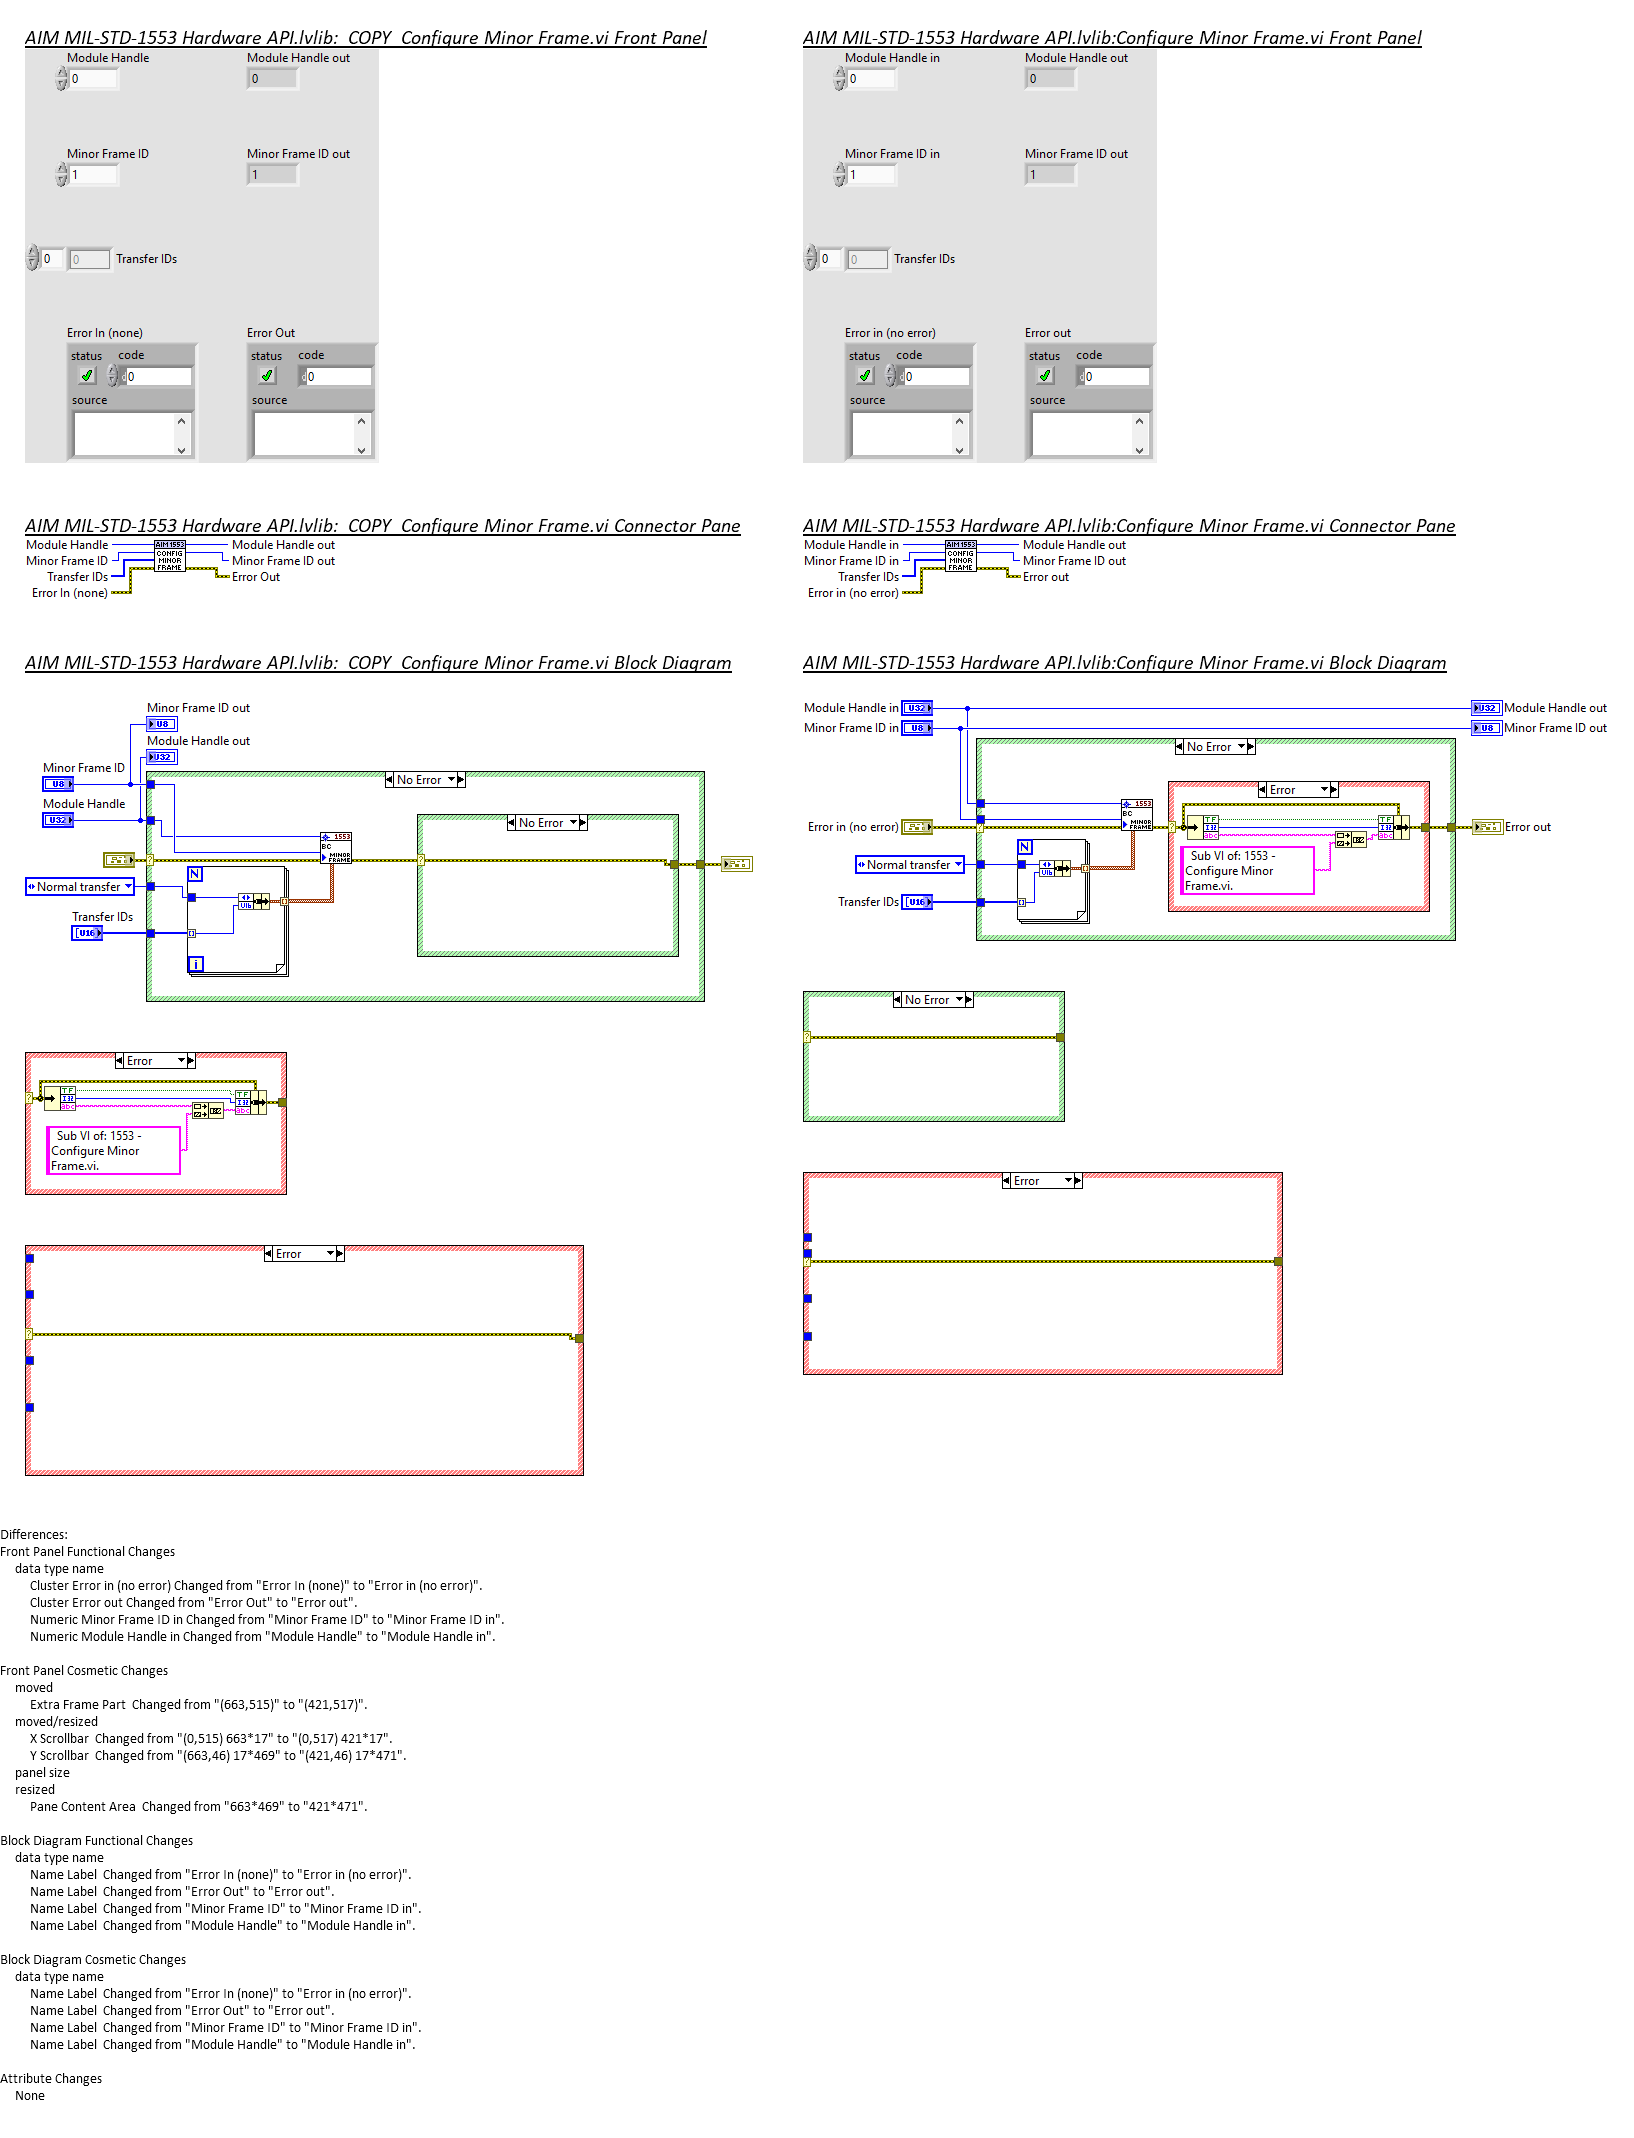 AIM MIL-STD-1553 Hardware API.lvlib:  COPY  Configure Minor Frame.vi Front Panel
Module Handle
Module Handle out
0
0
Minor Frame ID
Minor Frame ID out
1
1
0
0
Transfer IDs
Error In (none)
Error Out
status
code
status
code
d0
d0
source
source
AIM MIL-STD-1553 Hardware API.lvlib:Configure Minor Frame.vi Front Panel
Module Handle in
Module Handle out
0
0
Minor Frame ID in
Minor Frame ID out
1
1
0
0
Transfer IDs
Error in (no error)
Error out
status
code
status
code
d0
d0
source
source
AIM MIL-STD-1553 Hardware API.lvlib:  COPY  Configure Minor Frame.vi Connector Pane
Module Handle
Minor Frame ID
Transfer IDs
Error In (none)
AIM1553
CONFIG
MINOR
FRAME
Module Handle out
Minor Frame ID out
Error Out
AIM MIL-STD-1553 Hardware API.lvlib:Configure Minor Frame.vi Connector Pane
Module Handle in
Minor Frame ID in
Transfer IDs
Error in (no error)
AIM1553
CONFIG
MINOR
FRAME
Module Handle out
Minor Frame ID out
Error out
AIM MIL-STD-1553 Hardware API.lvlib:  COPY  Configure Minor Frame.vi Block Diagram
Minor Frame ID out
U8
Module Handle out
U32
Minor Frame ID
U8
Module Handle
U32
No Error
No Error
1553
BC
MINOR
FRAME
?
?
Normal transfer
N
Transfer IDs
[U16]
i
Error
?
TF
I32
abc
TF
I32
abc
Sub VI of: 1553 -
Configure Minor
Frame.vi.
Error
?
AIM MIL-STD-1553 Hardware API.lvlib:Configure Minor Frame.vi Block Diagram
Module Handle in
U32
U32
Module Handle out
Minor Frame ID in
U8
U8
Minor Frame ID out
No Error
Error
1553
BC
MINOR
FRAME
TF
I32
abc
TF
I32
abc
Error in (no error)
?
?
Error out
N
Sub VI of: 1553 -
Configure Minor
Frame.vi.
Normal transfer
Transfer IDs
[U16]
No Error
?
Error
?
Differences:
Front Panel Functional Changes
data type name
Cluster Error in (no error) Changed from "Error In (none)" to "Error in (no error)".
Cluster Error out Changed from "Error Out" to "Error out".
Numeric Minor Frame ID in Changed from "Minor Frame ID" to "Minor Frame ID in".
Numeric Module Handle in Changed from "Module Handle" to "Module Handle in".
Front Panel Cosmetic Changes
moved
Extra Frame Part  Changed from "(663,515)" to "(421,517)".
moved/resized
X Scrollbar  Changed from "(0,515) 663*17" to "(0,517) 421*17".
Y Scrollbar  Changed from "(663,46) 17*469" to "(421,46) 17*471".
panel size
resized
Pane Content Area  Changed from "663*469" to "421*471".
Block Diagram Functional Changes
data type name
Name Label  Changed from "Error In (none)" to "Error in (no error)".
Name Label  Changed from "Error Out" to "Error out".
Name Label  Changed from "Minor Frame ID" to "Minor Frame ID in".
Name Label  Changed from "Module Handle" to "Module Handle in".
Block Diagram Cosmetic Changes
data type name
Name Label  Changed from "Error In (none)" to "Error in (no error)".
Name Label  Changed from "Error Out" to "Error out".
Name Label  Changed from "Minor Frame ID" to "Minor Frame ID in".
Name Label  Changed from "Module Handle" to "Module Handle in".
Attribute Changes
None